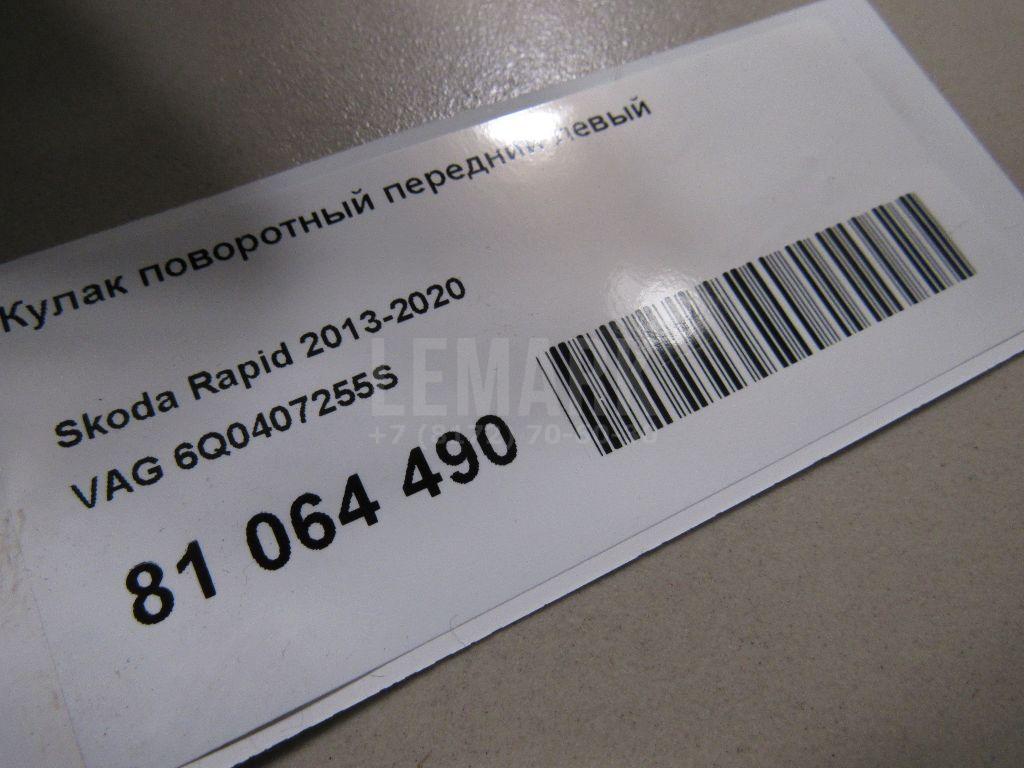 Кулак поворотный передний левый
Skoda Rapid 2013-2020
VAG 6Q0407255S
81 064 490